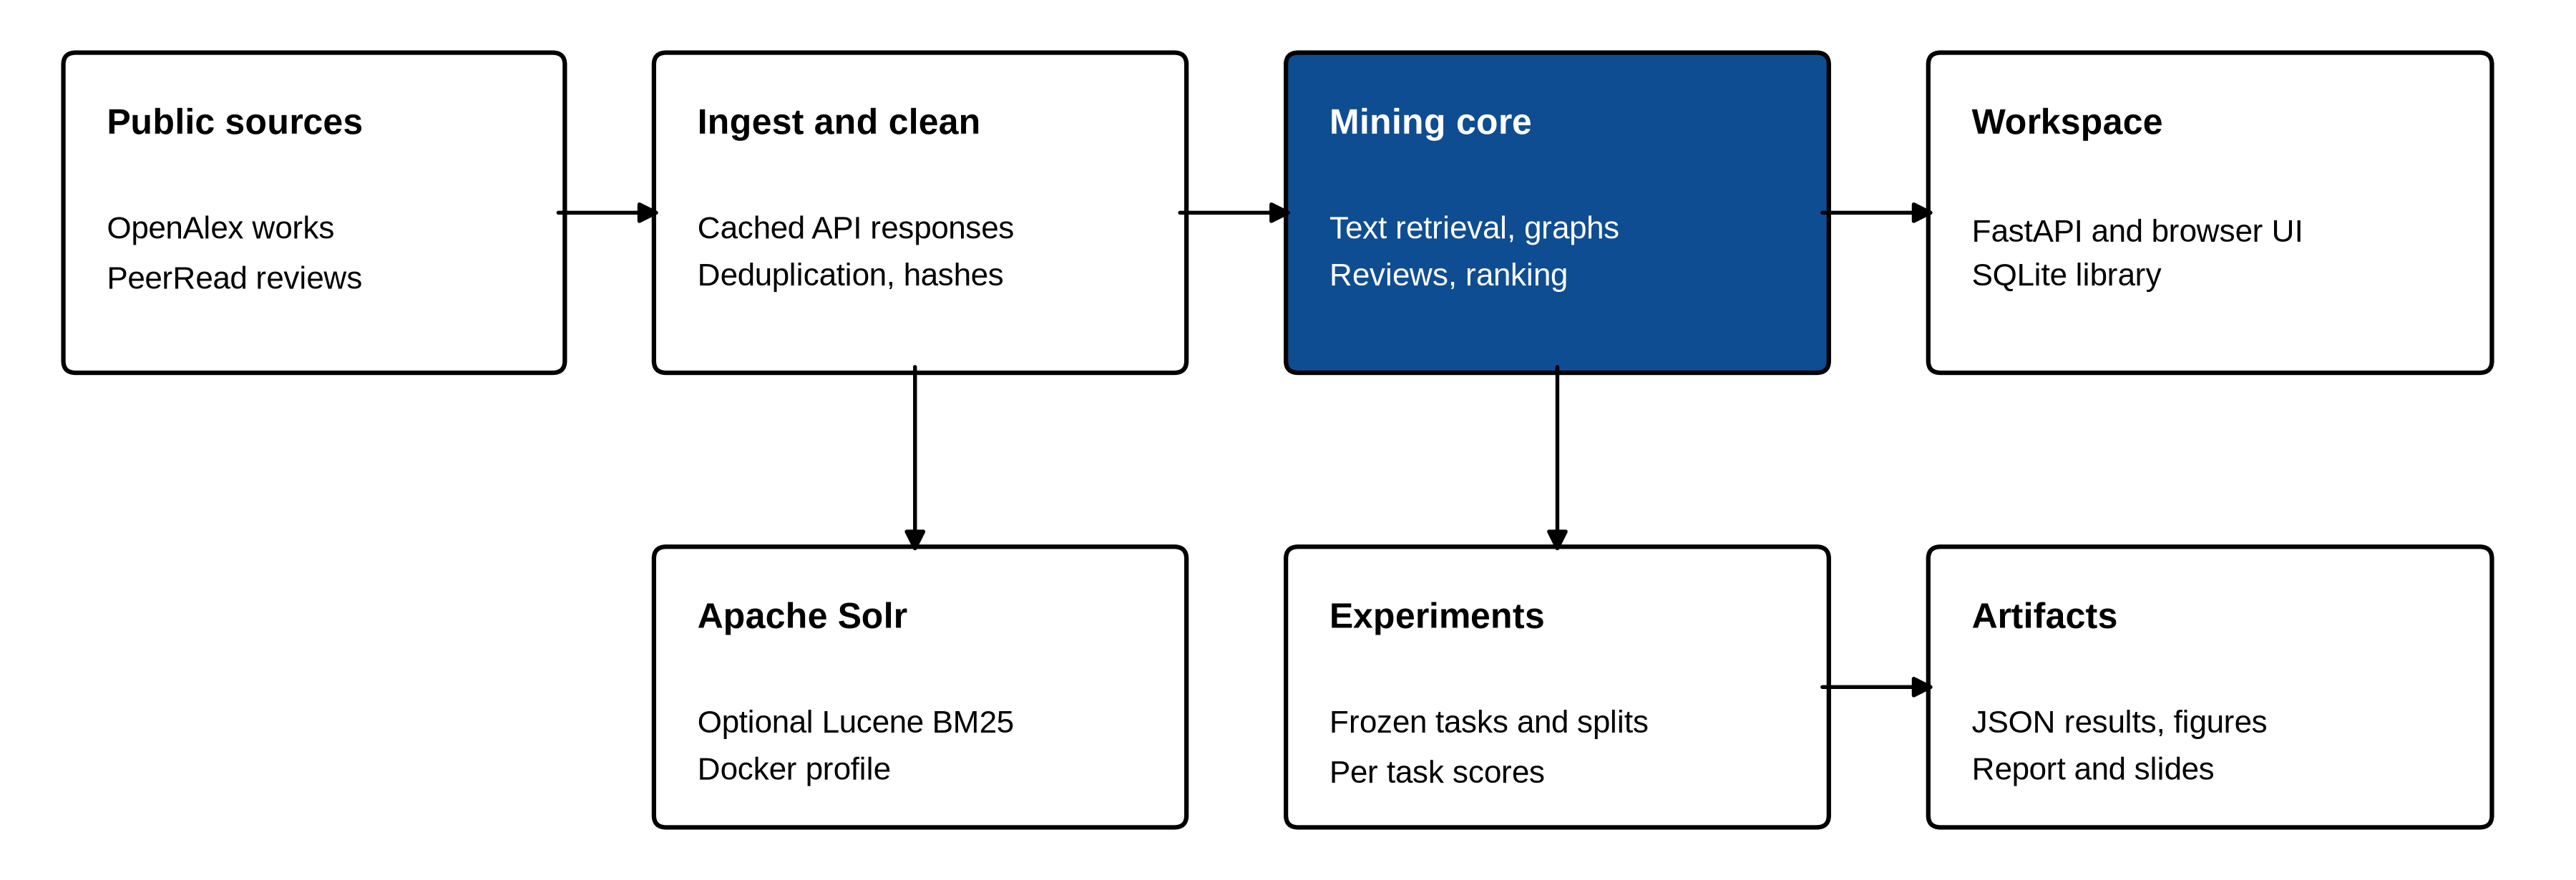 Public sources
OpenAlex works
PeerRead reviews
Ingest and clean
Cached API responses
Deduplication, hashes
Mining core
Text retrieval, graphs
Reviews, ranking
Workspace
FastAPI and browser UI
SQLite library
Apache Solr
Optional Lucene BM25
Docker profile
Experiments
Frozen tasks and splits
Per task scores
Artifacts
JSON results, figures
Report and slides